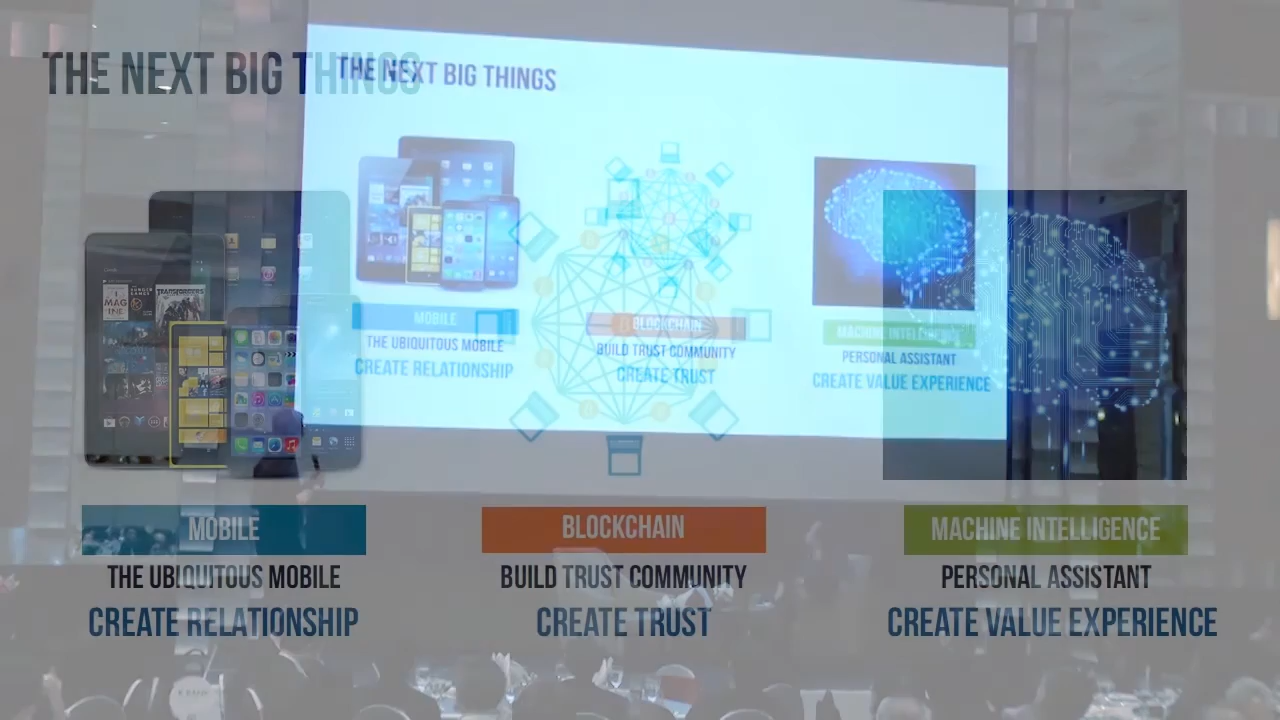 THE NEXT BIG THINGS
MOBILE
THE UBIQUITOUS MOBILE
CREATE RELATIONSHIP
BLOCKCHAIN
BUILD TRUST COMMUNITY
CREATE TRUST
MACHINE INTELLIGENCE
PERSONAL ASSISTANT
CREATE VALUE EXPERIENCE
THE NEXT BIG THINGS
MOBILE
THE UBIQUITOUS MOBILE
CREATE RELATIONSHIP
BLOCKCHAIN
BUILD TRUST COMMUNITY
CREATE TRUST
MACHINE INTELLIGENCE
PERSONAL ASSISTANT
CREATE VALUE EXPERIENCE